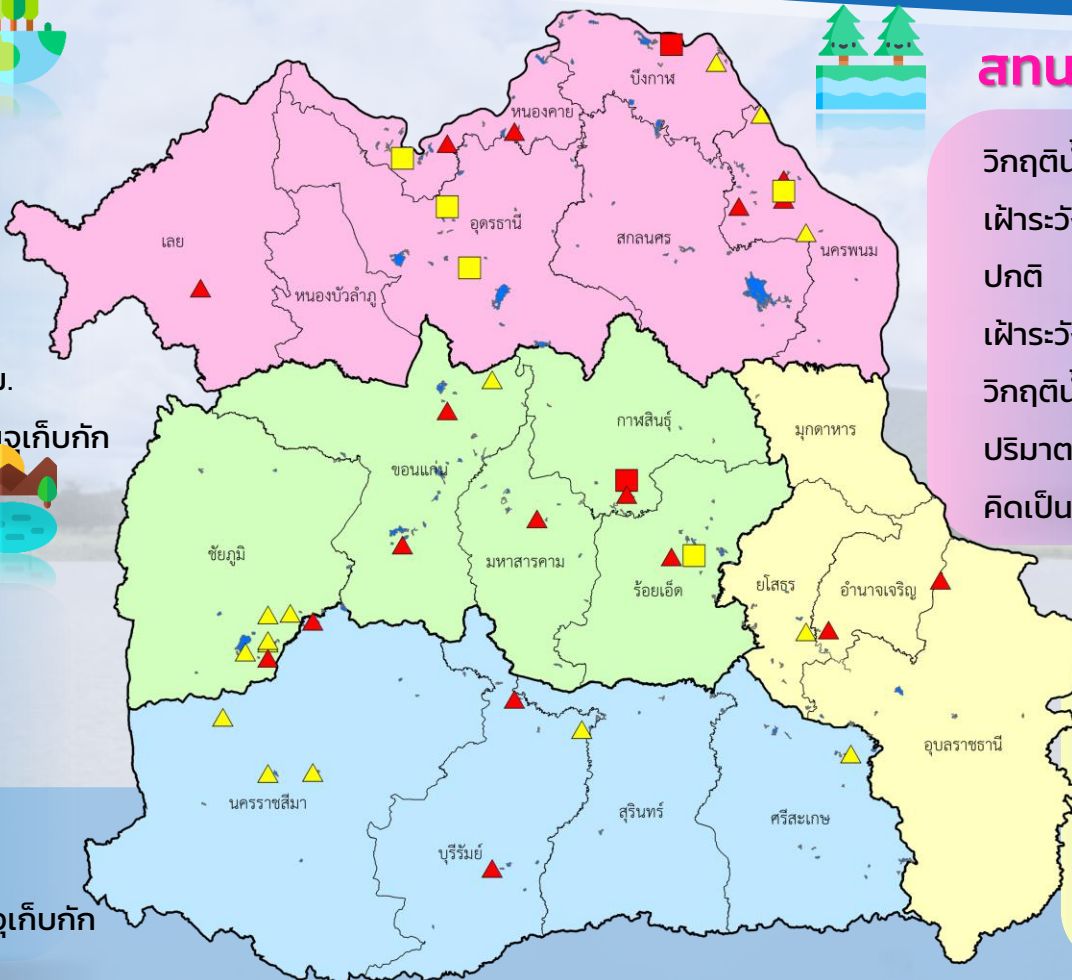 สทน
บึงกาฬ
หนองคาย
วิกฤติน้
เฝ้าระวัง
ปกติ
เฝ้าระวัง
วิกฤติน้
ปริมาต
คิดเป็น
อุดรธานี
สกลนคร
นครพนม
เลย
หนองบัวลำภู
ม.
จุเก็บกัก
กาฬสินธุ์
มุกดาหาร
ขอนแก่น
ชัยภูมิ
มหาสารคาม
ร้อยเอ็ด
ยโสธร
อำนาจเจริญ
อุบลราชธานี
นครราชสีมา
สุรินทร์
ศรีสะเกษ
บุรีรัมย์
จุเก็บกัก